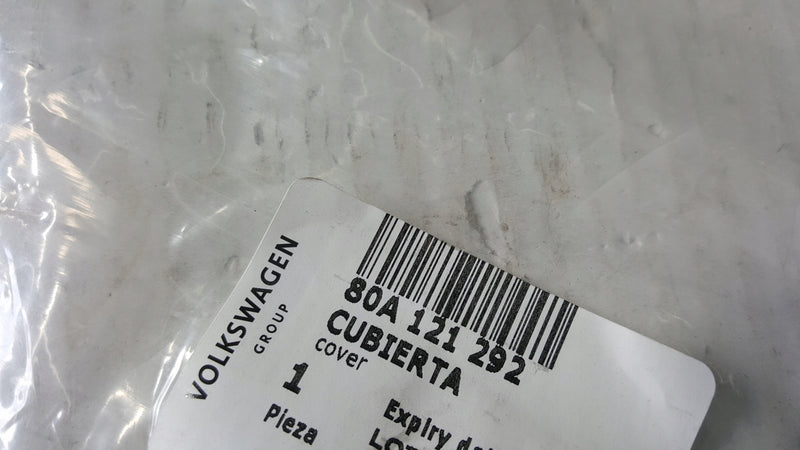 VOLKSWAGEN
GROUP
80A 121 292
CUBIERTA
cover
1
Pieza
Expiry